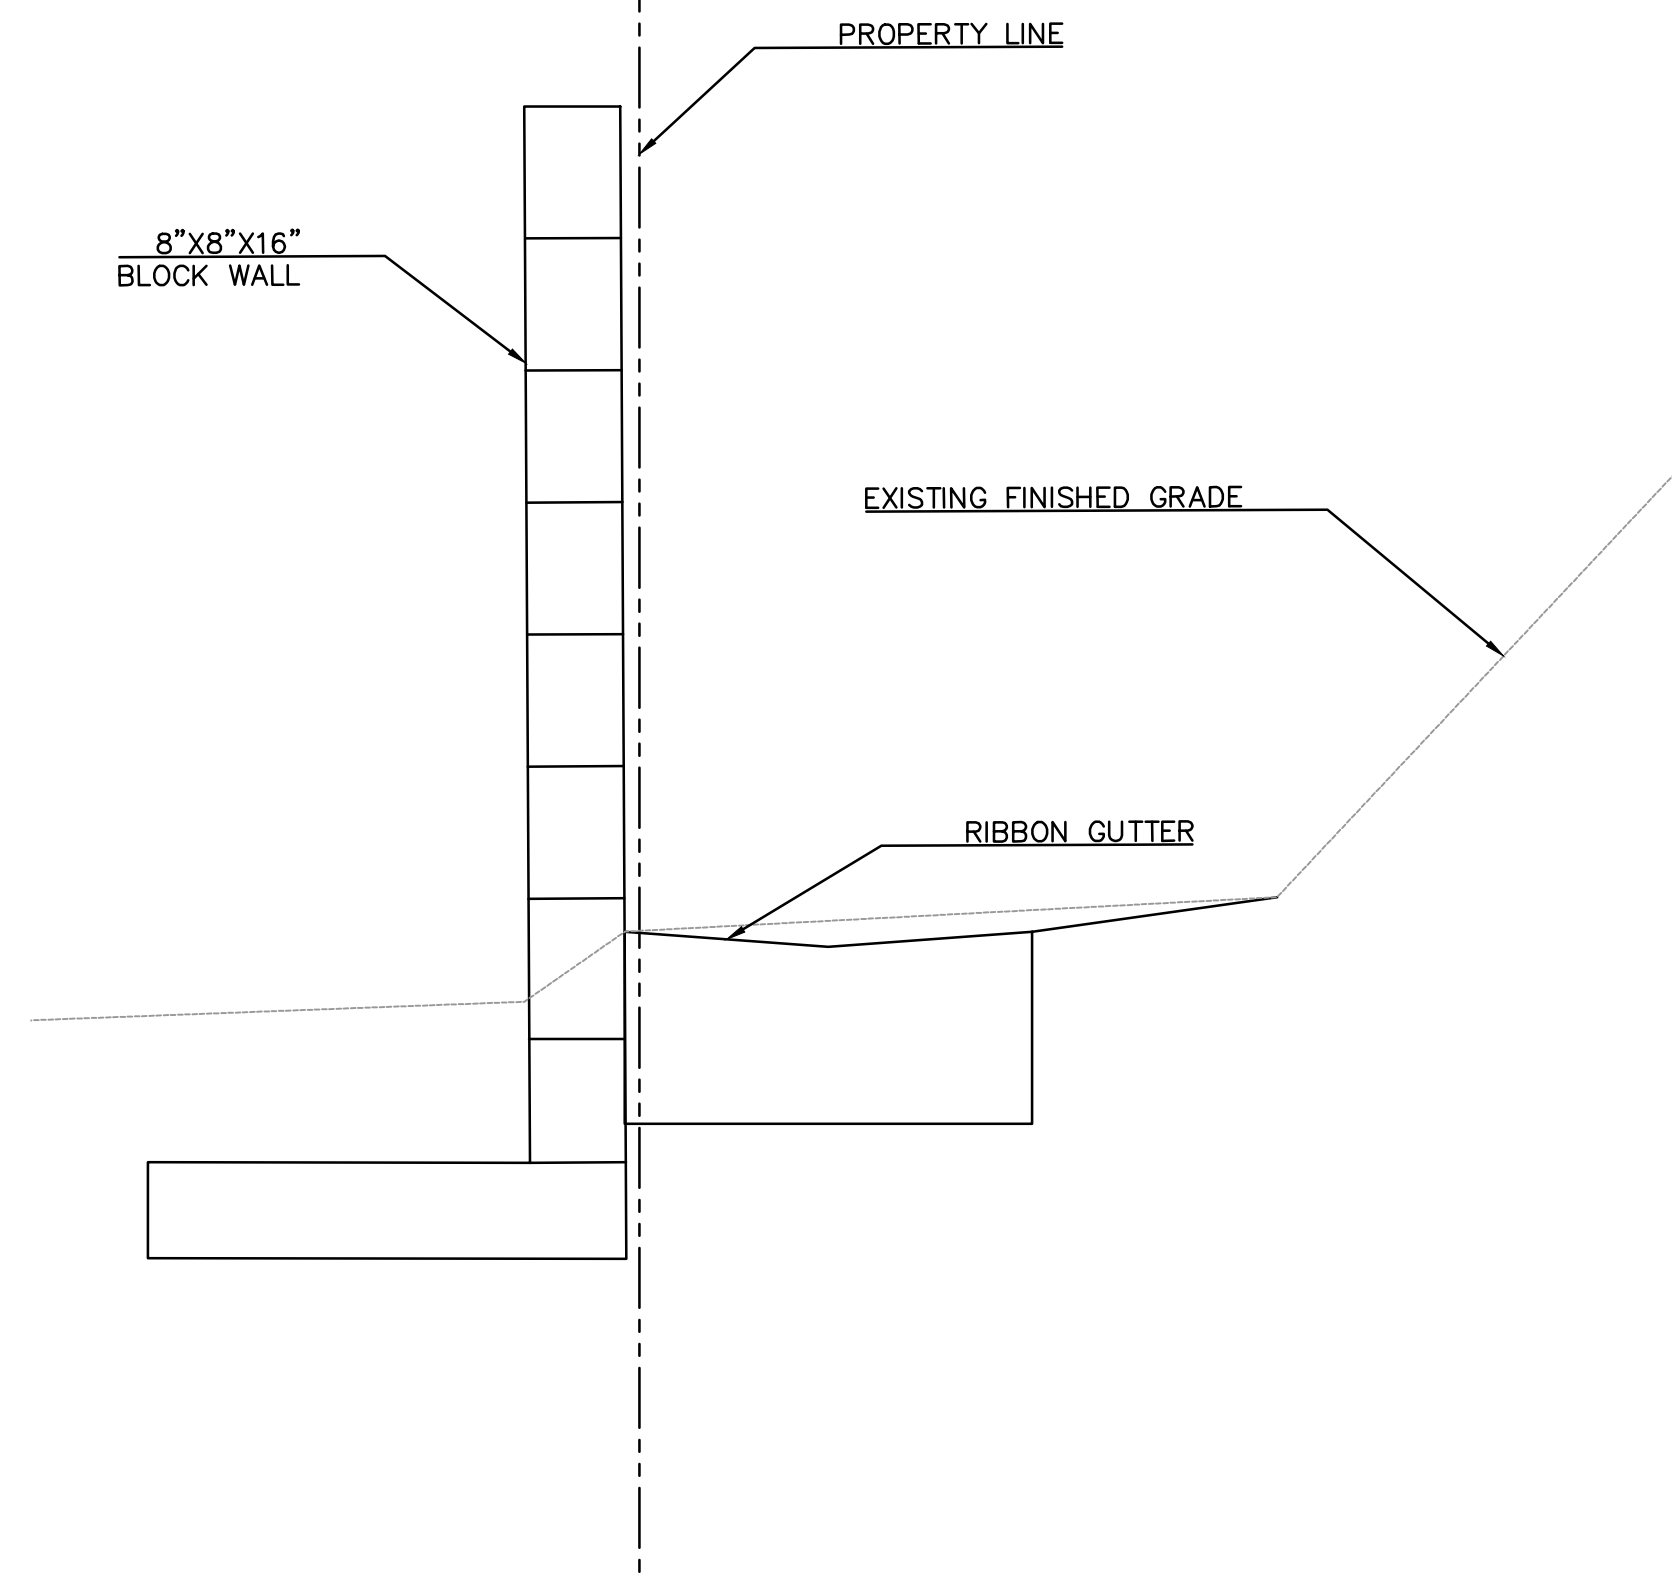 PROPERTY LINE
8”X8”X16”
BLOCK WALL
EXISTING FINISHED GRADE
RIBBON GUTTER